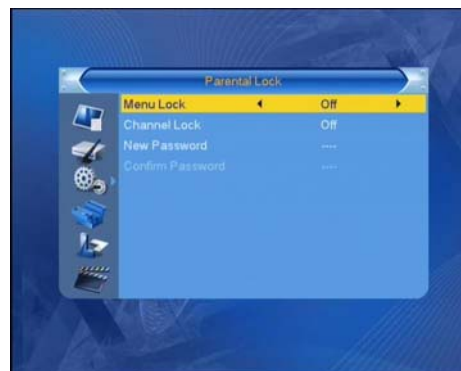 Parental Lock
Menu Lock Off
Channel Lock Off
New Password ----
Confirm Password ----